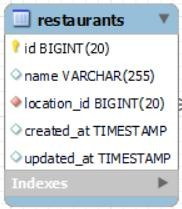 restaurants
id BIGINT(20)
name VARCHAR(255)
location_id BIGINT(20)
created_at TIMESTAMP
updated_at TIMESTAMP
Indexes